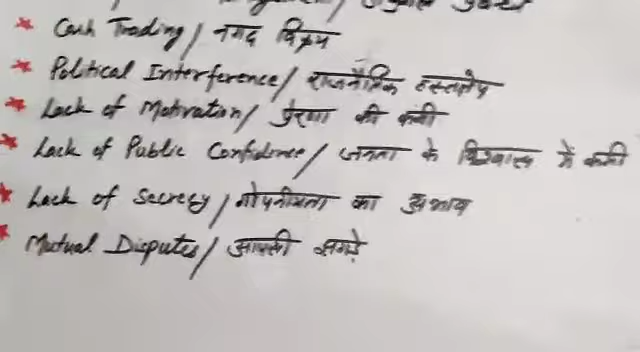 * Cash Trading / नगद विक्रय
* Political Interference / राजनैतिक हस्तक्षेप
* Lack of Motivation / प्रेरणा की कमी
* Lack of Public Confidence / जनता के विश्वास में कमी
* Lack of Secrecy / गोपनीयता का अभाव
* Mutual Disputes / आपसी झगड़े